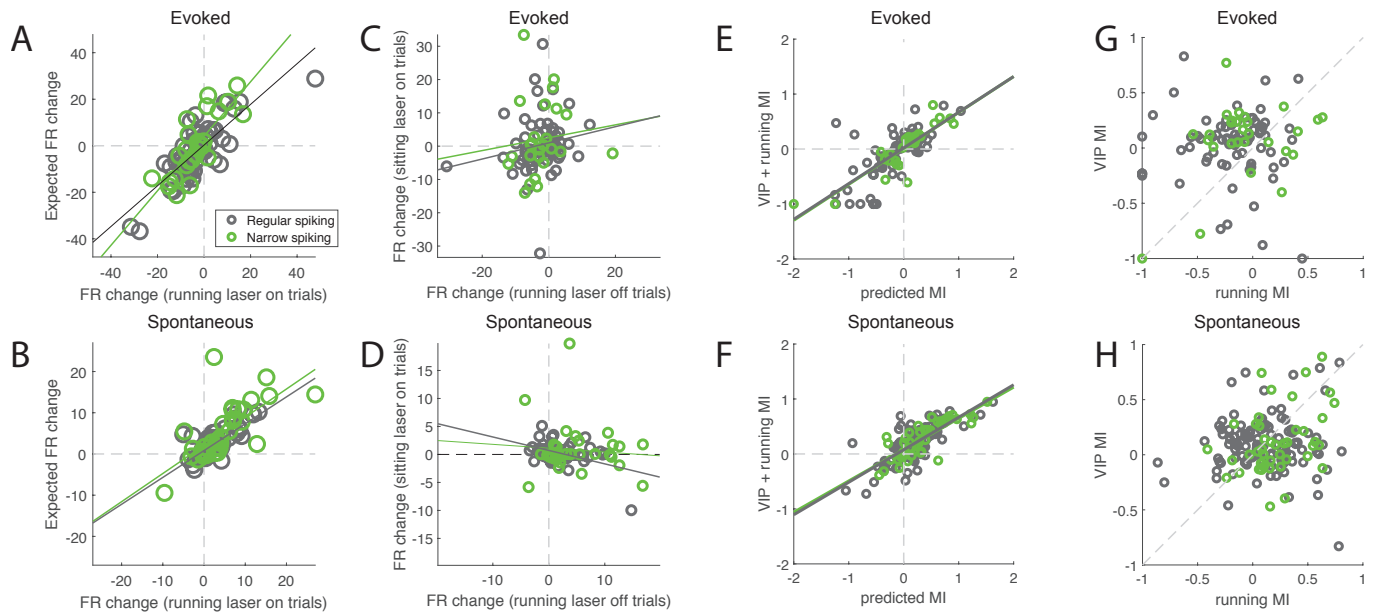 A
Evoked
Expected FR change
40
20
0
-20
-40
-40
-20
0
20
40
Regular spiking
Narrow spiking
FR change (running laser on trials)
B
Spontaneous
Expected FR change
20
10
0
-10
-20
-20
-10
0
10
20
FR change (running laser on trials)
C
Evoked
FR change (sitting laser on trials)
30
20
10
0
-10
-20
-30
-20
0
20
FR change (running laser off trials)
D
Spontaneous
FR change (sitting laser on trials)
15
10
5
0
-5
-10
-15
-10
0
10
FR change (running laser off trials)
E
Evoked
VIP + running MI
2
1
0
-1
-2
-2
-1
0
1
2
predicted MI
F
Spontaneous
VIP + running MI
2
1
0
-1
-2
-2
-1
0
1
2
predicted MI
G
Evoked
VIP MI
1
0.5
0
-0.5
-1
-1
-0.5
0
0.5
1
running MI
H
Spontaneous
VIP MI
1
0.5
0
-0.5
-1
-1
-0.5
0
0.5
1
running MI